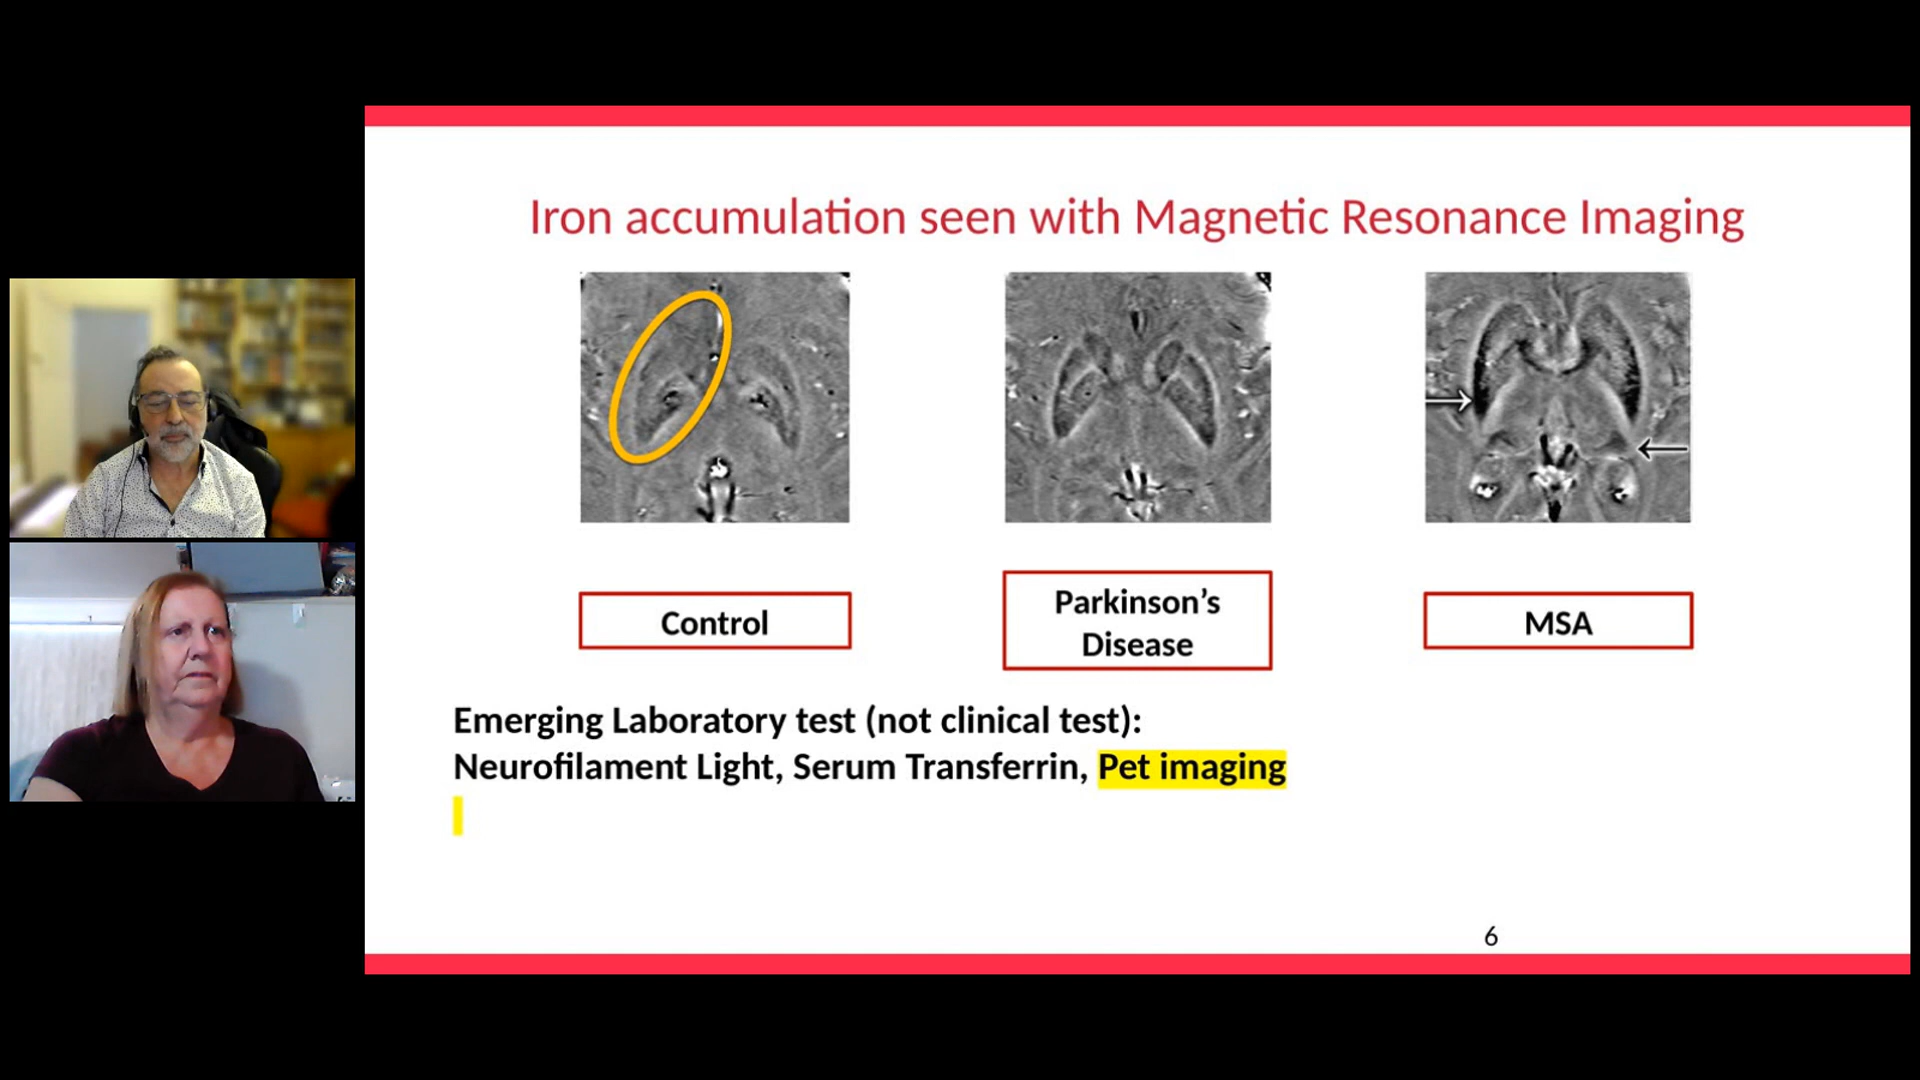 Iron accumulation seen with Magnetic Resonance Imaging
Control
Parkinson’s
Disease
MSA
Emerging Laboratory test (not clinical test):
Neurofilament Light, Serum Transferrin, Pet imaging
6